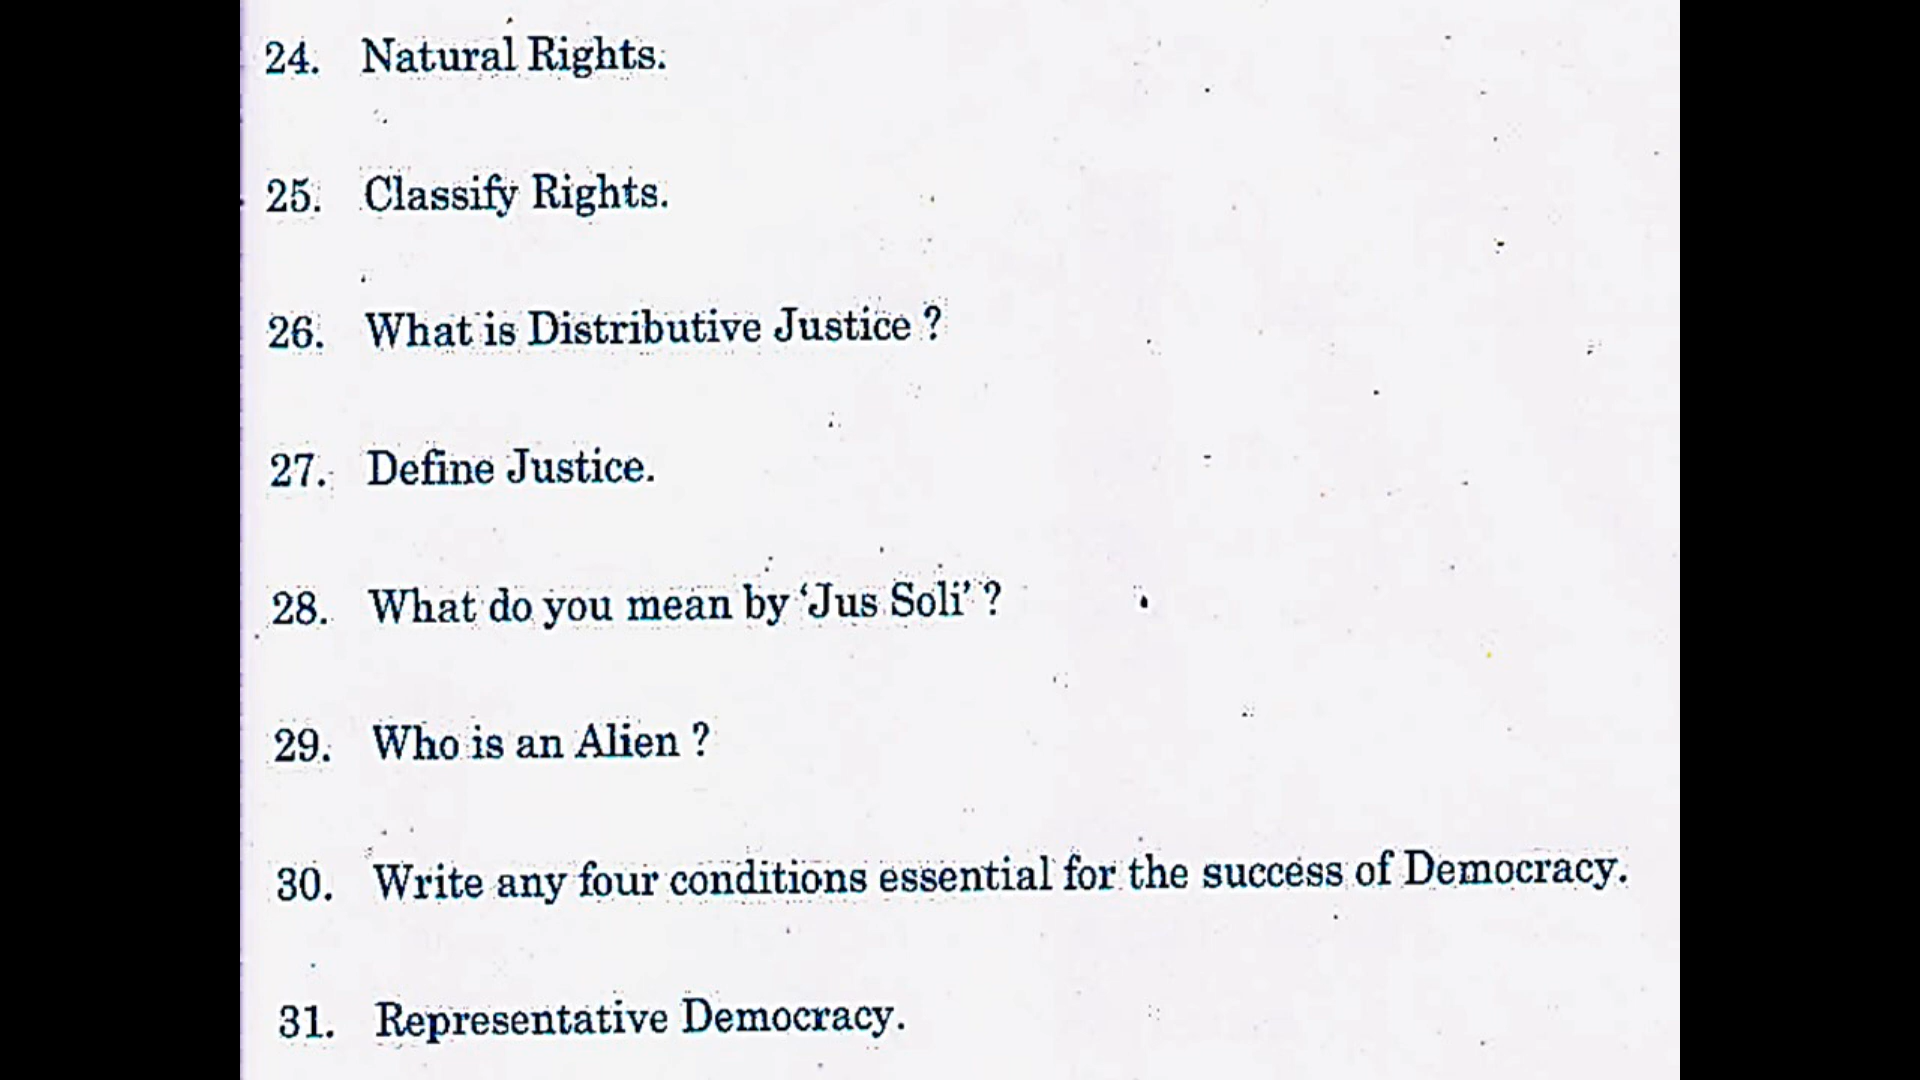 24. Natural Rights.
25. Classify Rights.
26. What is Distributive Justice ?
27. Define Justice.
28. What do you mean by ‘Jus Soli’ ?
29. Who is an Alien ?
30. Write any four conditions essential for the success of Democracy.
31. Representative Democracy.